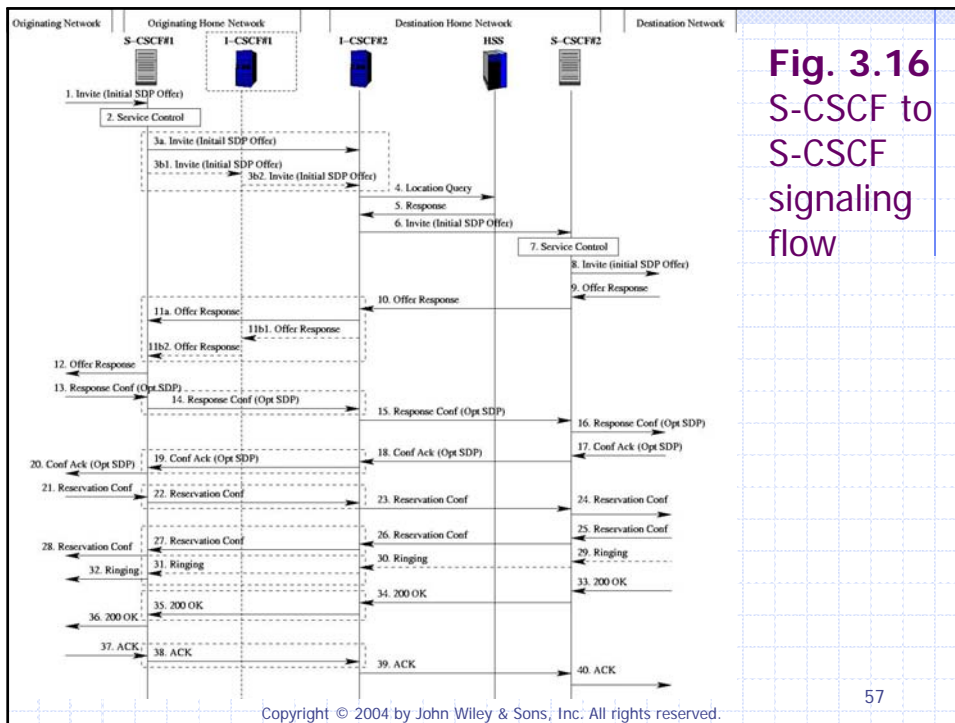 Originating Network
Originating Home Network
Destination Home Network
Destination Network
S-CSCF#1
I-CSCF#1
I-CSCF#2
HSS
S-CSCF#2
1. Invite (Initial SDP Offer)
2. Service Control
3a. Invite (Initail SDP Offer)
3b1. Invite (Initial SDP Offer)
3b2. Invite (Initial SDP Offer)
4. Location Query
5. Response
6. Invite (Initial SDP Offer)
7. Service Control
8. Invite (initial SDP Offer)
9. Offer Response
10. Offer Response
11a. Offer Response
11b1. Offer Response
11b2. Offer Response
12. Offer Response
13. Response Conf (Opt SDP)
14. Response Conf (Opt SDP)
15. Response Conf (Opt SDP)
16. Response Conf (Opt SDP)
17. Conf Ack (Opt SDP)
18. Conf Ack (Opt SDP)
19. Conf Ack (Opt SDP)
20. Conf Ack (Opt SDP)
21. Reservation Conf
22. Reservation Conf
23. Reservation Conf
24. Reservation Conf
25. Reservation Conf
26. Reservation Conf
27. Reservation Conf
28. Reservation Conf
29. Ringing
30. Ringing
31. Ringing
32. Ringing
33. 200 OK
34. 200 OK
35. 200 OK
36. 200 OK
37. ACK
38. ACK
39. ACK
40. ACK
Fig. 3.16
S-CSCF to
S-CSCF
signaling
flow
57
Copyright © 2004 by John Wiley & Sons, Inc. All rights reserved.